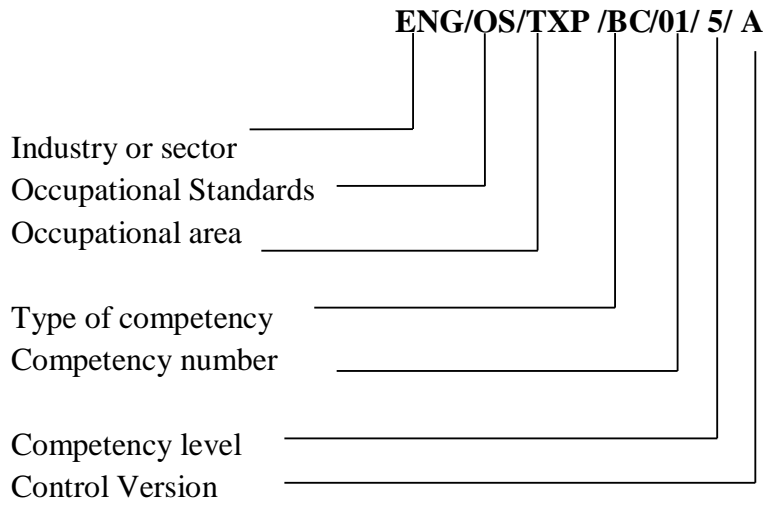 ENG/OS/TXP /BC/01/ 5/ A
Industry or sector
Occupational Standards
Occupational area
Type of competency
Competency number
Competency level
Control Version